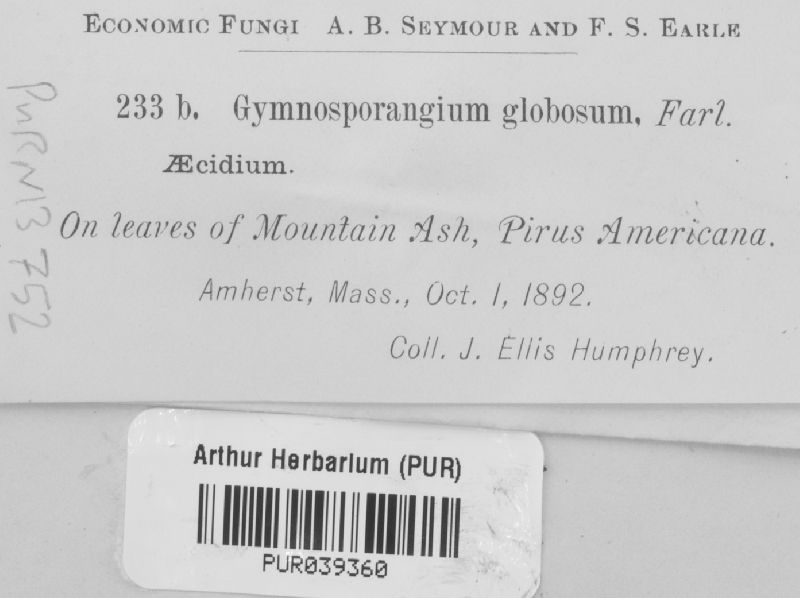 ECONOMIC FUNGI A. B. SEYMOUR AND F. S. EARLE
233 b. Gymnosporangium globosum, Farl.
Æcidium.
On leaves of Mountain Ash, Pirus Americana.
Amherst, Mass., Oct. 1, 1892.
Coll. J. Ellis Humphrey.
PURN13752
Arthur Herbarium (PUR)
PUR039360